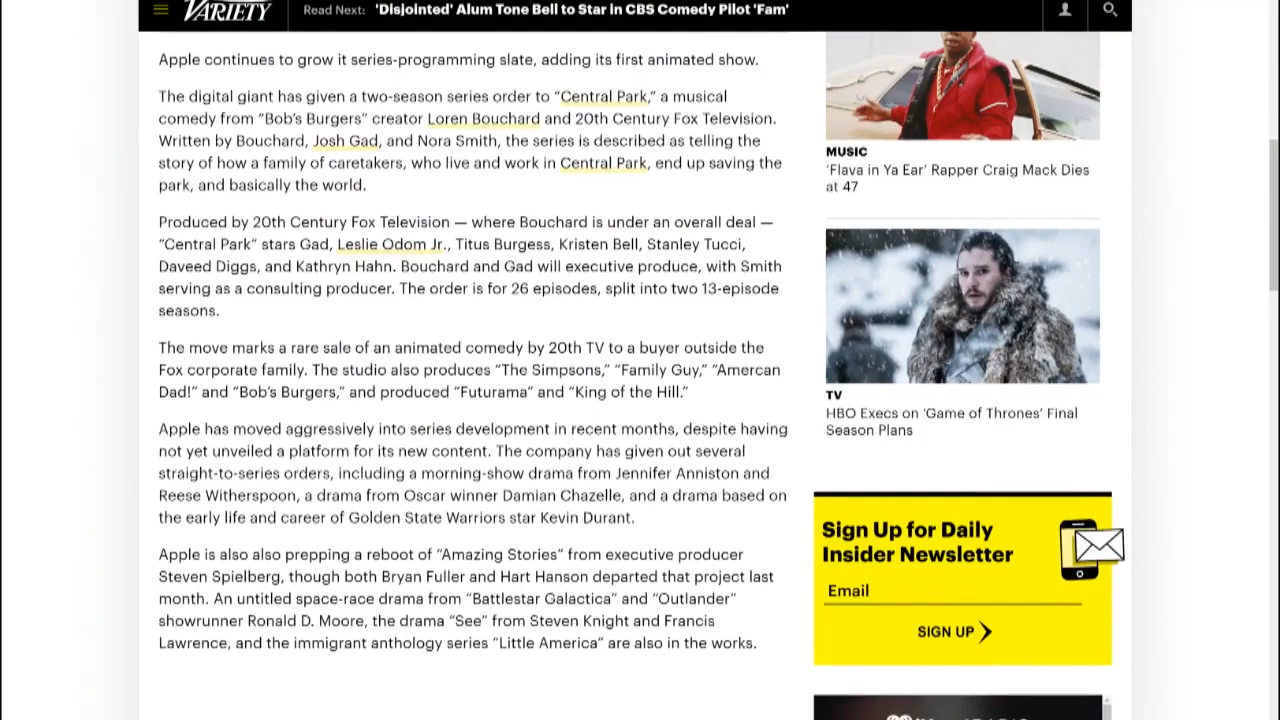 VARIETY
Read Next: 'Disjointed' Alum Tone Bell to Star in CBS Comedy Pilot 'Fam'
Apple continues to grow it series-programming slate, adding its first animated show.
The digital giant has given a two-season series order to “Central Park,” a musical
comedy from “Bob’s Burgers” creator Loren Bouchard and 20th Century Fox Television.
Written by Bouchard, Josh Gad, and Nora Smith, the series is described as telling the
story of how a family of caretakers, who live and work in Central Park, end up saving the
park, and basically the world.
Produced by 20th Century Fox Television — where Bouchard is under an overall deal —
“Central Park” stars Gad, Leslie Odom Jr., Titus Burgess, Kristen Bell, Stanley Tucci,
Daveed Diggs, and Kathryn Hahn. Bouchard and Gad will executive produce, with Smith
serving as a consulting producer. The order is for 26 episodes, split into two 13-episode
seasons.
The move marks a rare sale of an animated comedy by 20th TV to a buyer outside the
Fox corporate family. The studio also produces “The Simpsons,” “Family Guy,” “Amercan
Dad!” and “Bob’s Burgers,” and produced “Futurama” and “King of the Hill.”
Apple has moved aggressively into series development in recent months, despite having
not yet unveiled a platform for its new content. The company has given out several
straight-to-series orders, including a morning-show drama from Jennifer Anniston and
Reese Witherspoon, a drama from Oscar winner Damian Chazelle, and a drama based on
the early life and career of Golden State Warriors star Kevin Durant.
Apple is also also prepping a reboot of “Amazing Stories” from executive producer
Steven Spielberg, though both Bryan Fuller and Hart Hanson departed that project last
month. An untitled space-race drama from “Battlestar Galactica” and “Outlander”
showrunner Ronald D. Moore, the drama “See” from Steven Knight and Francis
Lawrence, and the immigrant anthology series “Little America” are also in the works.
MUSIC
‘Flava in Ya Ear’ Rapper Craig Mack Dies
at 47
TV
HBO Execs on ‘Game of Thrones’ Final
Season Plans
Sign Up for Daily
Insider Newsletter
Email
SIGN UP